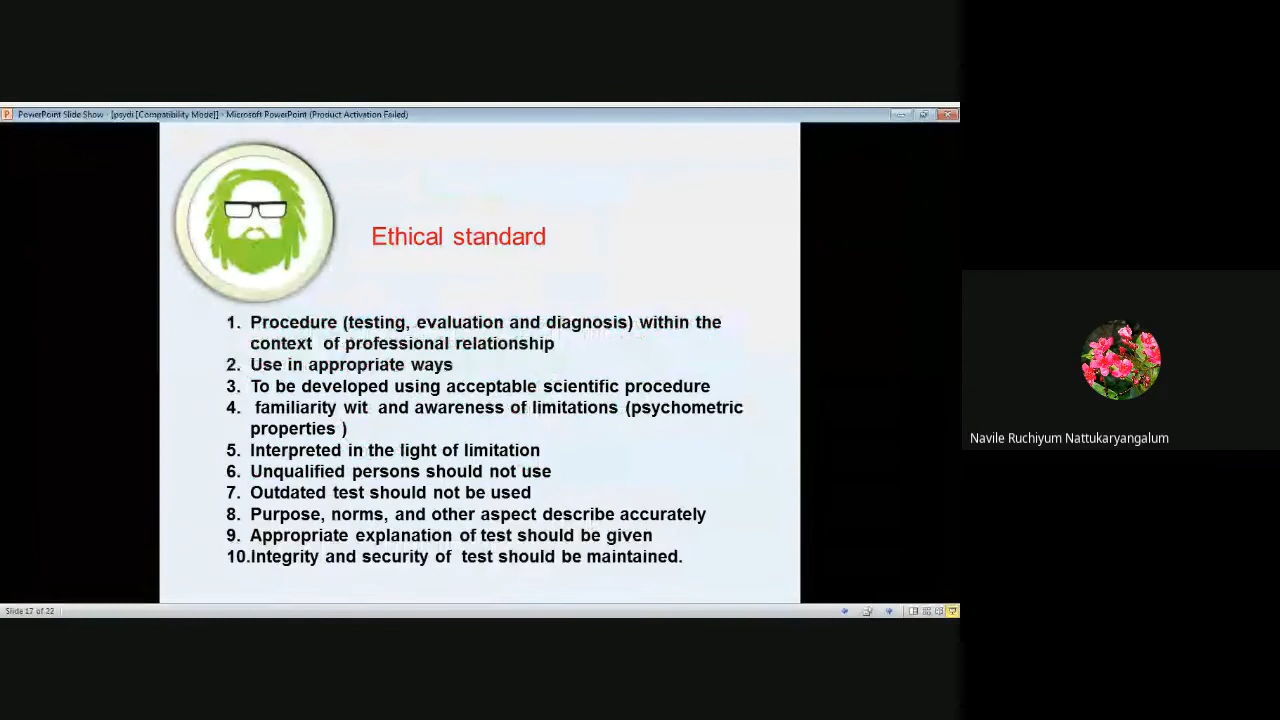 PowerPoint Slide Show - [psydi [Compatibility Mode]] - Microsoft PowerPoint (Product Activation Failed)
Ethical standard
1. Procedure (testing, evaluation and diagnosis) within the
context of professional relationship
2. Use in appropriate ways
3. To be developed using acceptable scientific procedure
4. familiarity wit and awareness of limitations (psychometric
properties )
5. Interpreted in the light of limitation
6. Unqualified persons should not use
7. Outdated test should not be used
8. Purpose, norms, and other aspect describe accurately
9. Appropriate explanation of test should be given
10.Integrity and security of test should be maintained.
Navile Ruchiyum Nattukaryangalum
Slide 17 of 22